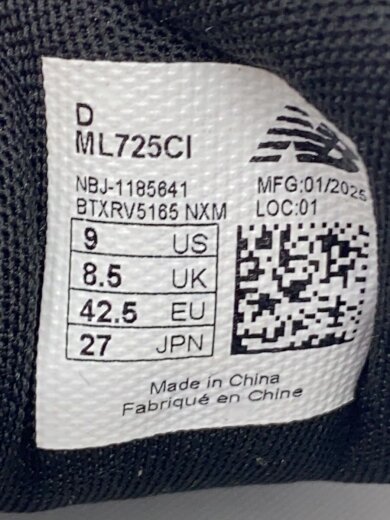 D
ML725CI
NBJ-1185641
BTXRV5165 NXM
MFG:01/2025
LOC:01
9 US
8.5 UK
42.5 EU
27 JPN
Made in China
Fabriqué en Chine